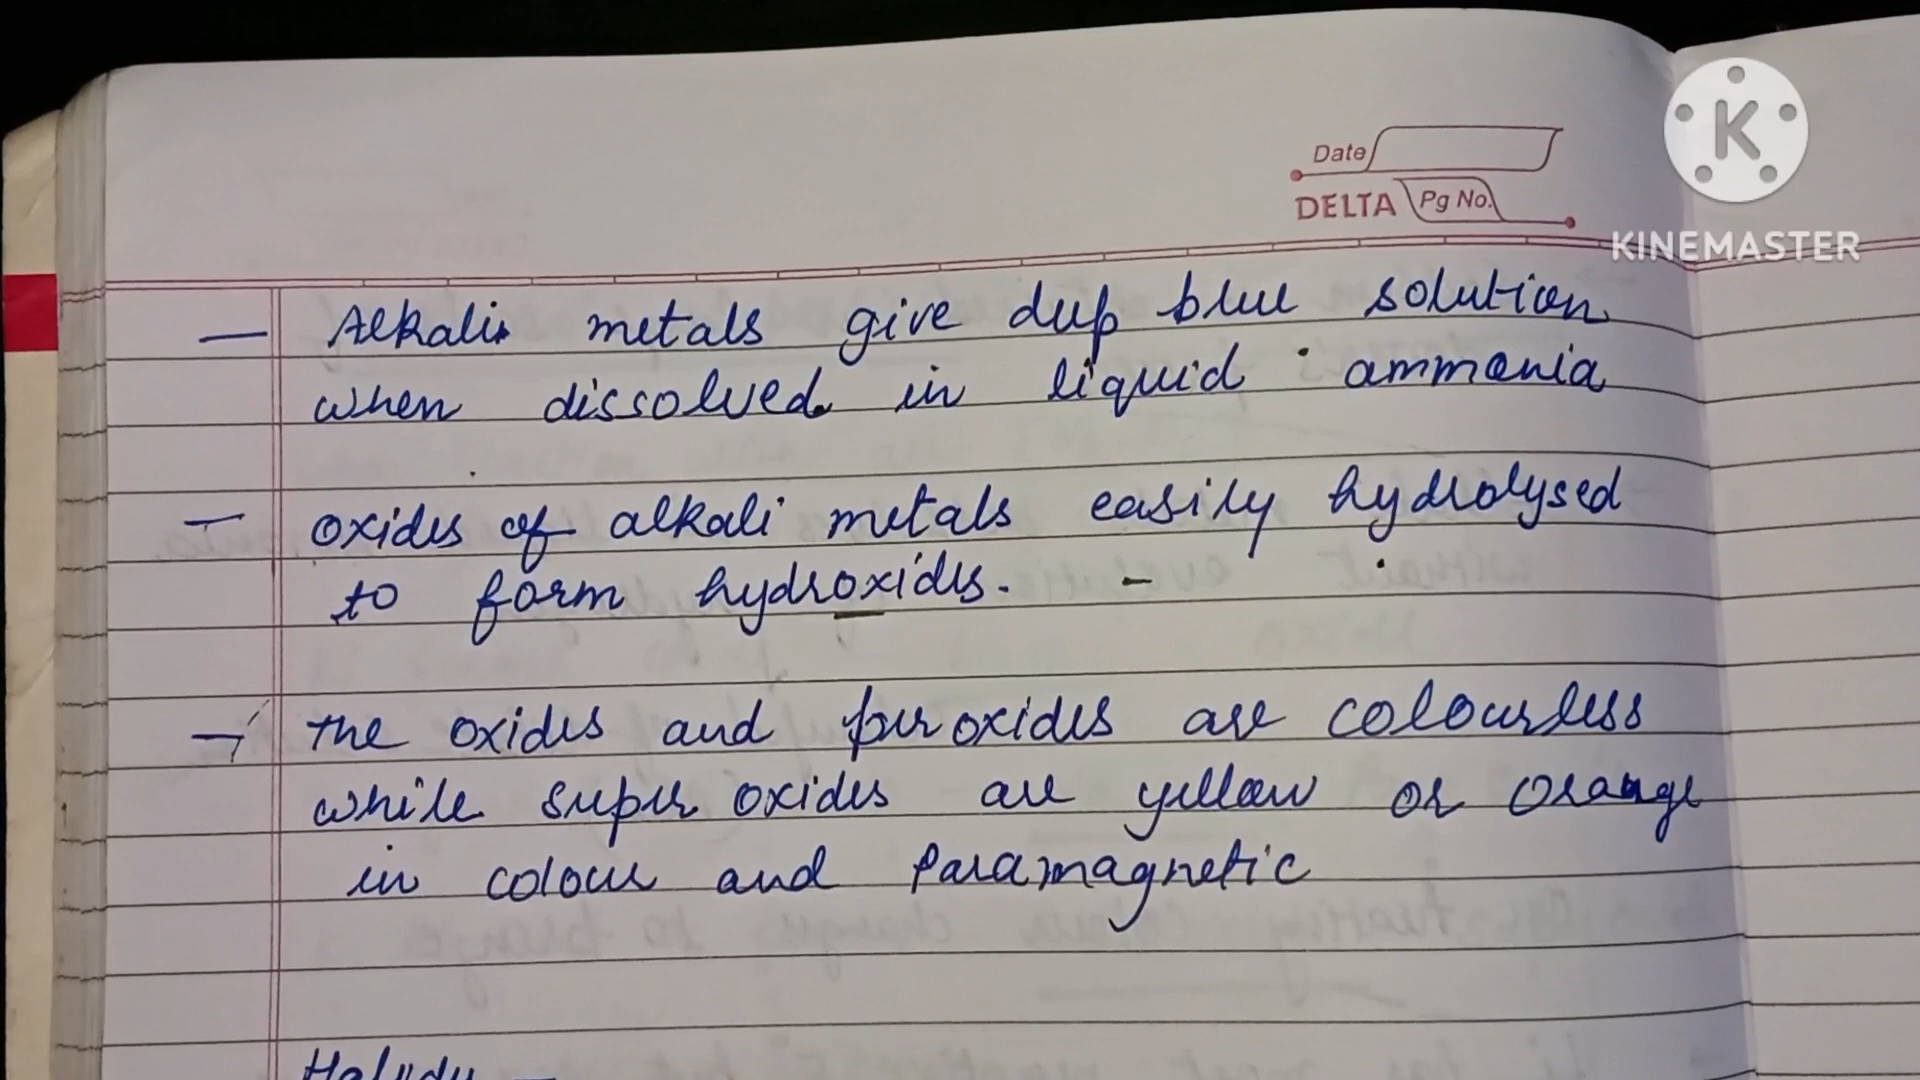 Date
DELTA Pg No.
KINEMASTER
— Alkali metals give deep blue solution
when dissolved in liquid ammonia
— oxides of alkali metals easily hydrolysed
to form hydroxides. -
— the oxides and peroxides are colourless
while super oxides are yellow or orange
in colour and Paramagnetic